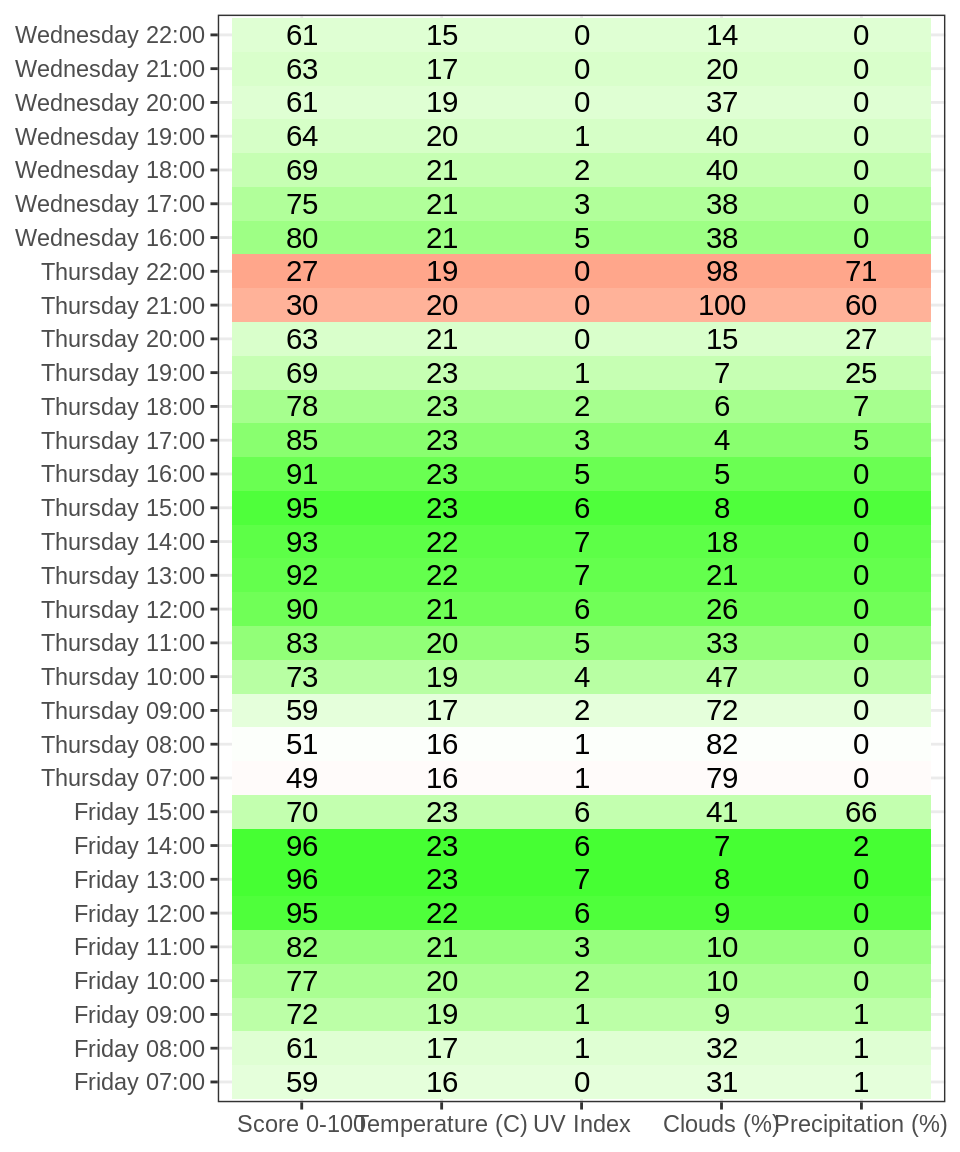 Wednesday 22:00 61 15 0 14 0
Wednesday 21:00 63 17 0 20 0
Wednesday 20:00 61 19 0 37 0
Wednesday 19:00 64 20 1 40 0
Wednesday 18:00 69 21 2 40 0
Wednesday 17:00 75 21 3 38 0
Wednesday 16:00 80 21 5 38 0
Thursday 22:00 27 19 0 98 71
Thursday 21:00 30 20 0 100 60
Thursday 20:00 63 21 0 15 27
Thursday 19:00 69 23 1 7 25
Thursday 18:00 78 23 2 6 7
Thursday 17:00 85 23 3 4 5
Thursday 16:00 91 23 5 5 0
Thursday 15:00 95 23 6 8 0
Thursday 14:00 93 22 7 18 0
Thursday 13:00 92 22 7 21 0
Thursday 12:00 90 21 6 26 0
Thursday 11:00 83 20 5 33 0
Thursday 10:00 73 19 4 47 0
Thursday 09:00 59 17 2 72 0
Thursday 08:00 51 16 1 82 0
Thursday 07:00 49 16 1 79 0
Friday 15:00 70 23 6 41 66
Friday 14:00 96 23 6 7 2
Friday 13:00 96 23 7 8 0
Friday 12:00 95 22 6 9 0
Friday 11:00 82 21 3 10 0
Friday 10:00 77 20 2 10 0
Friday 09:00 72 19 1 9 1
Friday 08:00 61 17 1 32 1
Friday 07:00 59 16 0 31 1
Score 0-100 Temperature (C) UV Index Clouds (%) Precipitation (%)